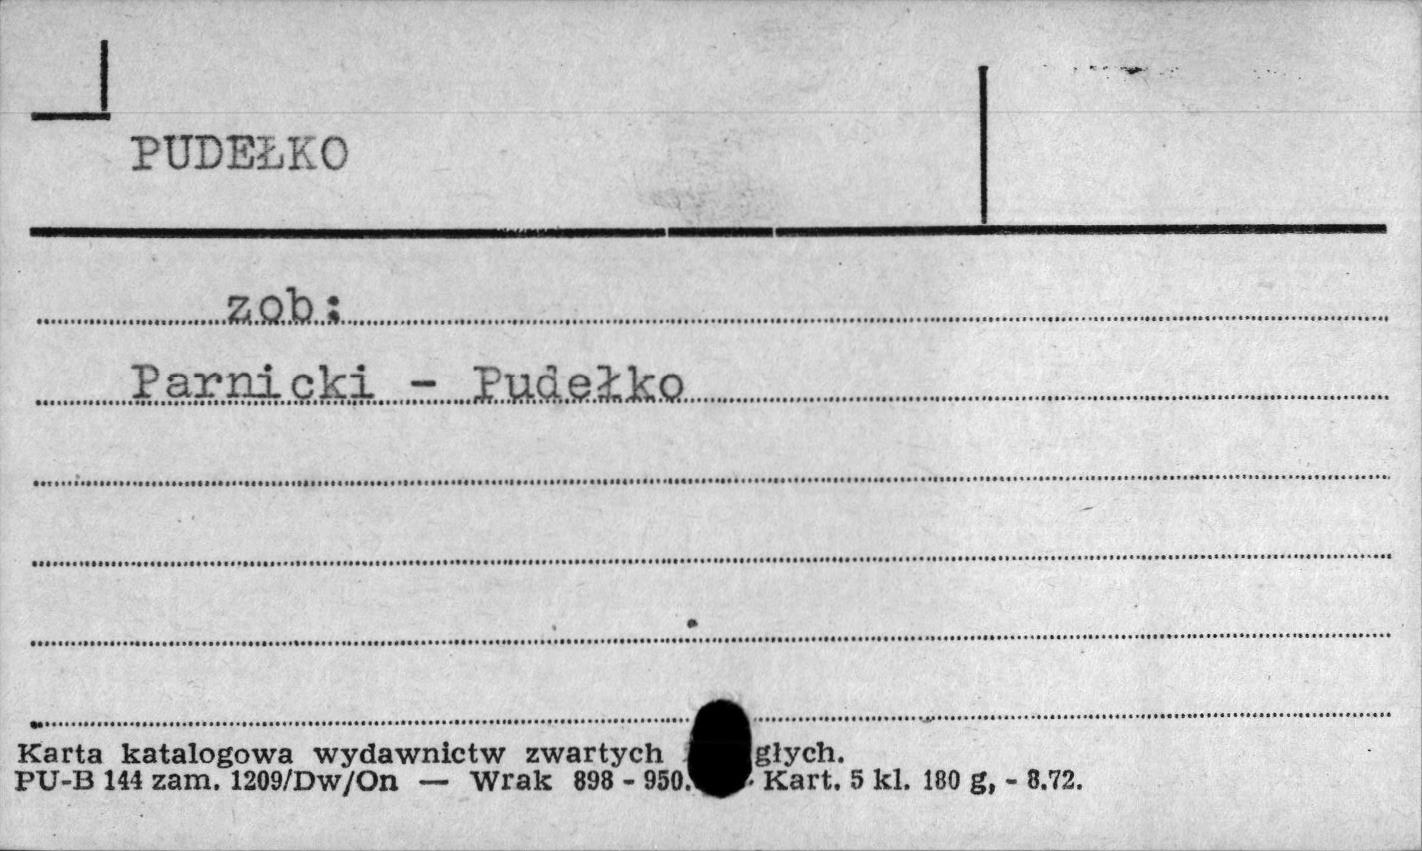 PUDEŁKO
zob:
Parnicki - Pudełko
Karta katalogowa wydawnictw zwartych głych.
PU-B 144 zam. 1209/Dw/On — Wrak 898 - 950. Kart. 5 kl. 180 g, - 8.72.